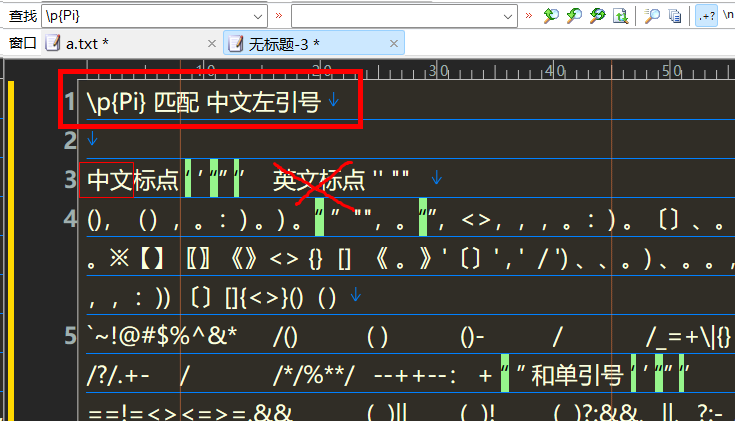 查找 \p{Pi} » » .+? \n
窗口 a.txt * × 无标题-3 * ×
10 20 30 40 50
1 \p{Pi} 匹配 中文左引号↓
2 ↓
3 中文标点 ‘ ’ “” ‘’ 英文标点 '' "" ↓
4 (), （）, 。：) 。) 。“ ” "", 。“”, <>, , , 。：) 。〔〕、。
。※【】〖〗《》<> {} [] 《 。》'〔〕', ' / ') 、、。) 、。。,
, , ：)) 〔〕[]{<>}() （）↓
5 `~!@#$%^&* /() ( ) ()- / /_=+\|{}
/?/.+- / /*/%**/ --++--： + “ ” 和单引号 ‘ ’ “” ‘’
==!=<><=>=.&& ( )|| ( )! ( )?:&&、||、?:-